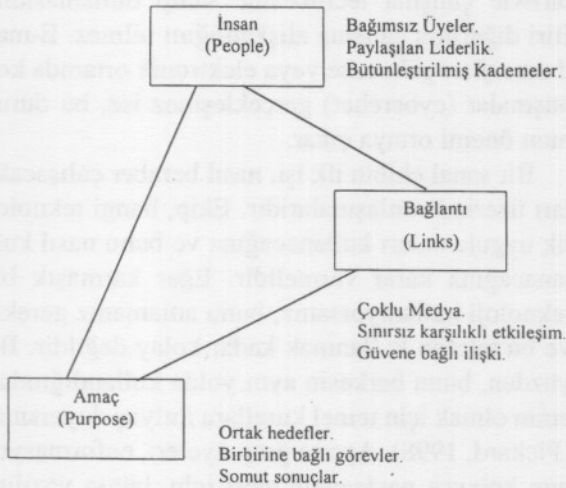 İnsan
(People)
Bağımsız Üyeler.
Paylaşılan Liderlik.
Bütünleştirilmiş Kademeler.
Bağlantı
(Links)
Çoklu Medya.
Sınırsız karşılıklı etkileşim.
Güvene bağlı ilişki.
Amaç
(Purpose)
Ortak hedefler.
Birbirine bağlı görevler.
Somut sonuçlar.